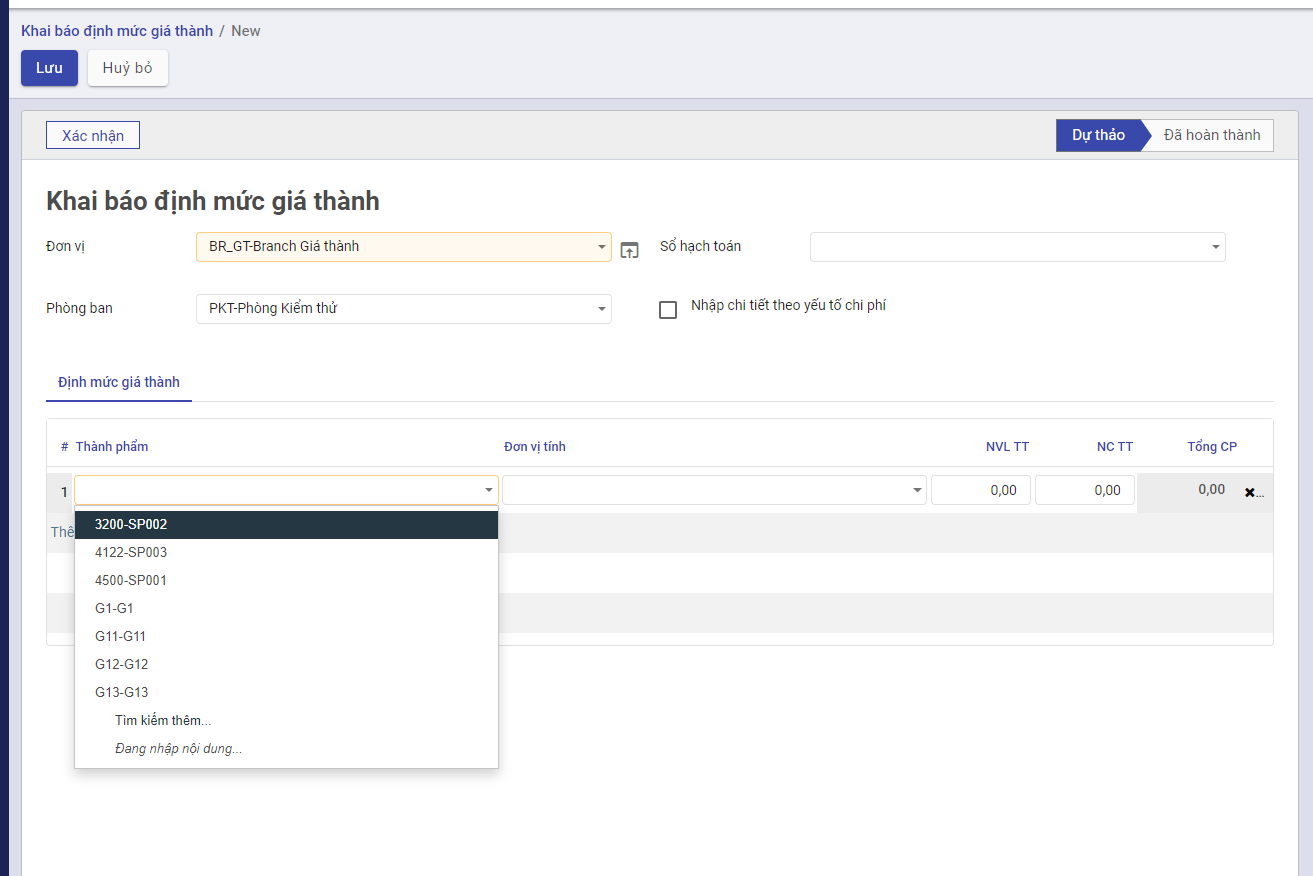 Khai báo định mức giá thành / New
Lưu Huỷ bỏ
Xác nhận Dự thảo Đã hoàn thành
Khai báo định mức giá thành
Đơn vị BR_GT-Branch Giá thành Sổ hạch toán
Phòng ban PKT-Phòng Kiểm thử Nhập chi tiết theo yếu tố chi phí
Định mức giá thành
# Thành phẩm Đơn vị tính NVL TT NC TT Tổng CP
1 0,00 0,00 0,00 ...
Thê
3200-SP002
4122-SP003
4500-SP001
G1-G1
G11-G11
G12-G12
G13-G13
Tìm kiếm thêm...
Đang nhập nội dung...